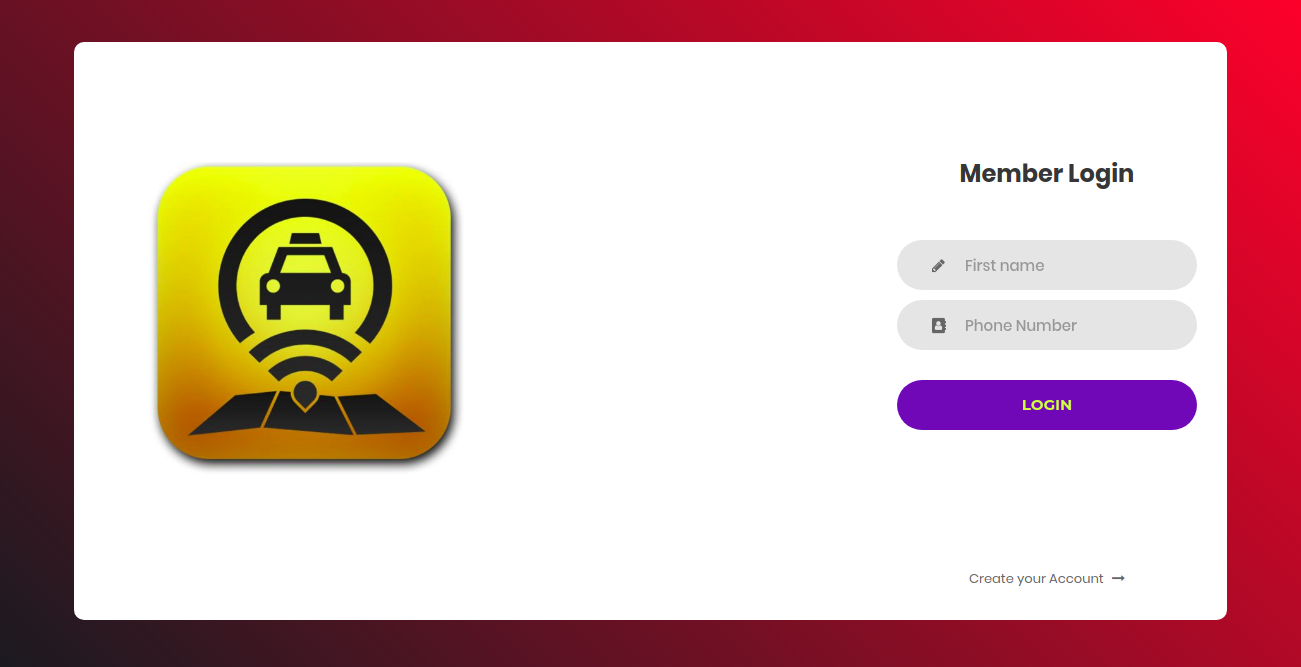 Member Login
First name
Phone Number
LOGIN
Create your Account